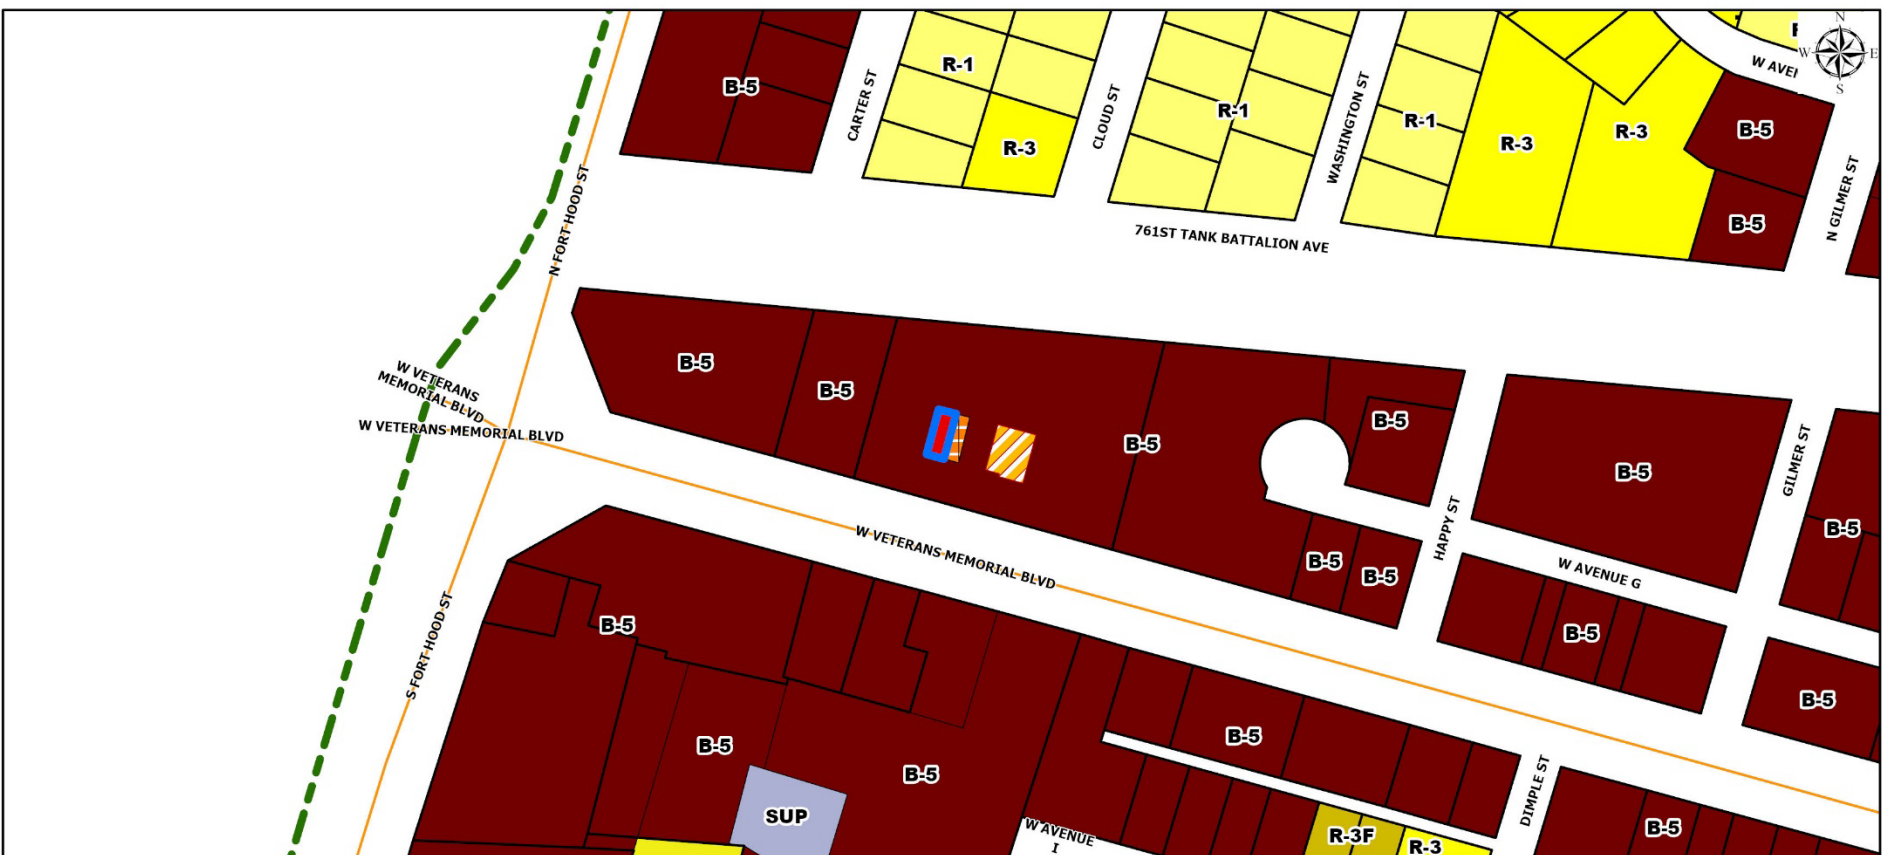 N
W
E
S
R
W AVEN
R-1
B-5
CARTER ST
CLOUD ST
R-1
WASHINGTON ST
R-1
R-3
R-3
R-3
B-5
N GILMER ST
B-5
N FORT HOOD ST
761ST TANK BATTALION AVE
B-5
B-5
B-5
B-5
B-5
W VETERANS
MEMORIAL BLVD
W VETERANS MEMORIAL BLVD
GILMER ST
B-5
HAPPY ST
W VETERANS MEMORIAL BLVD
B-5
B-5
W AVENUE G
S FORT HOOD ST
B-5
B-5
B-5
B-5
B-5
B-5
DIMPLE ST
SUP
W AVENUE
I
R-3F
R-3
B-5